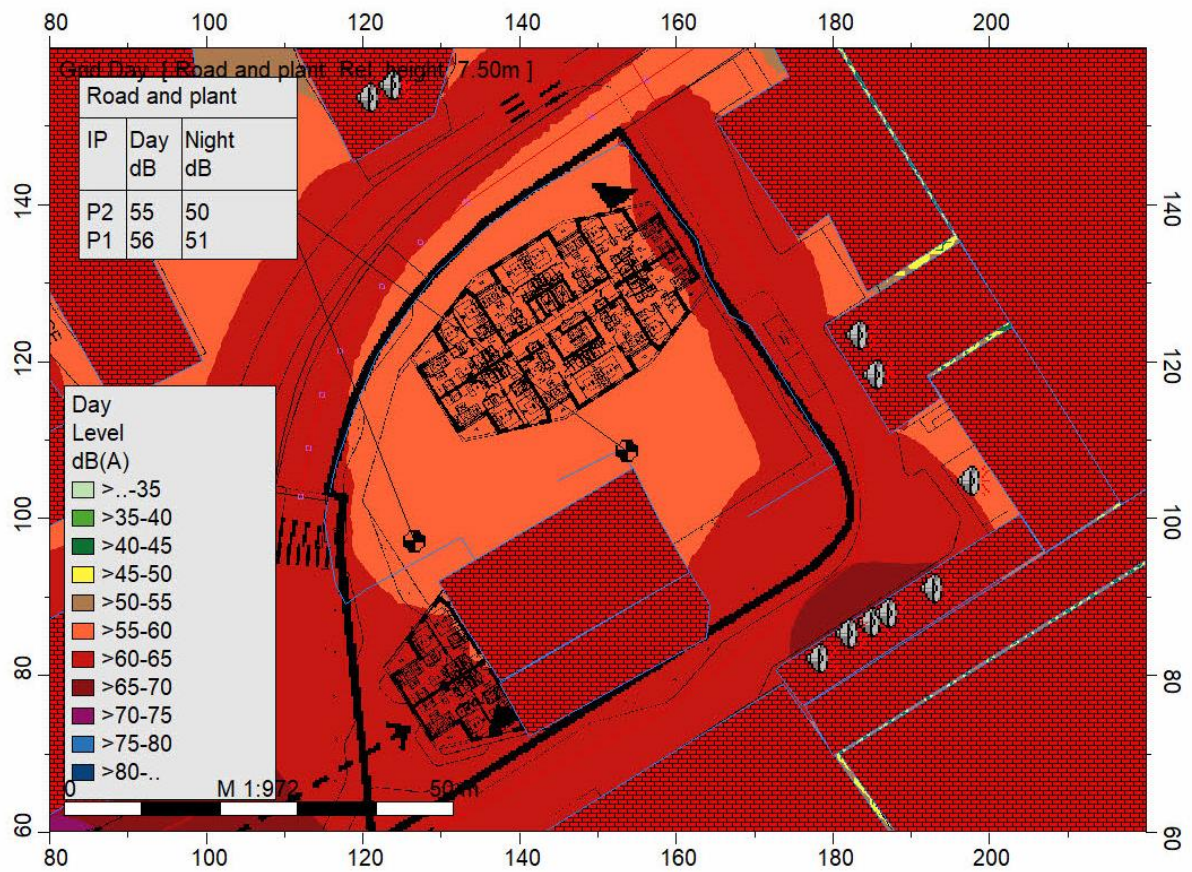 80 100 120 140 160 180 200
Grid Day [ Road and plant Rel. height 7.50m ]
Road and plant
IP Day Night
dB dB
P2 55 50
P1 56 51
140 140
120 120
100 100
80 80
60 60
Day
Level
dB(A)
>..-35
>35-40
>40-45
>45-50
>50-55
>55-60
>60-65
>65-70
>70-75
>75-80
>80-..
0 M 1:972 50 m
80 100 120 140 160 180 200